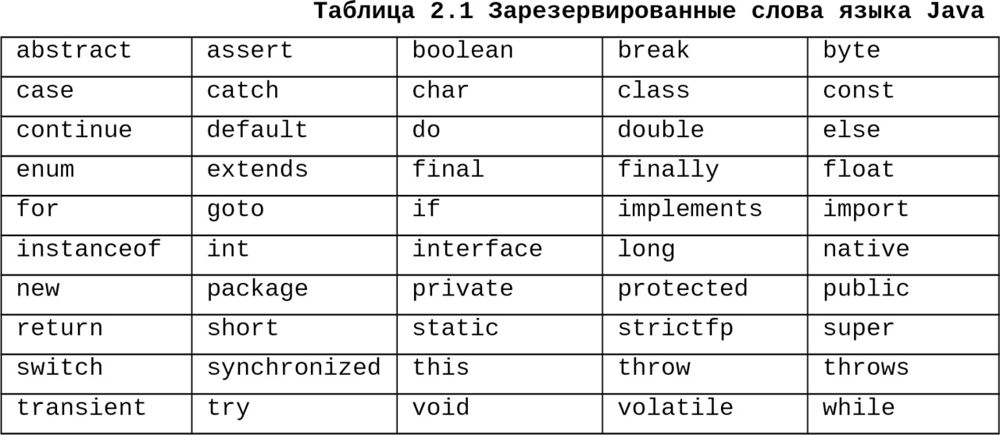 Таблица 2.1 Зарезервированные слова языка Java
abstract assert boolean break byte
case catch char class const
continue default do double else
enum extends final finally float
for goto if implements import
instanceof int interface long native
new package private protected public
return short static strictfp super
switch synchronized this throw throws
transient try void volatile while